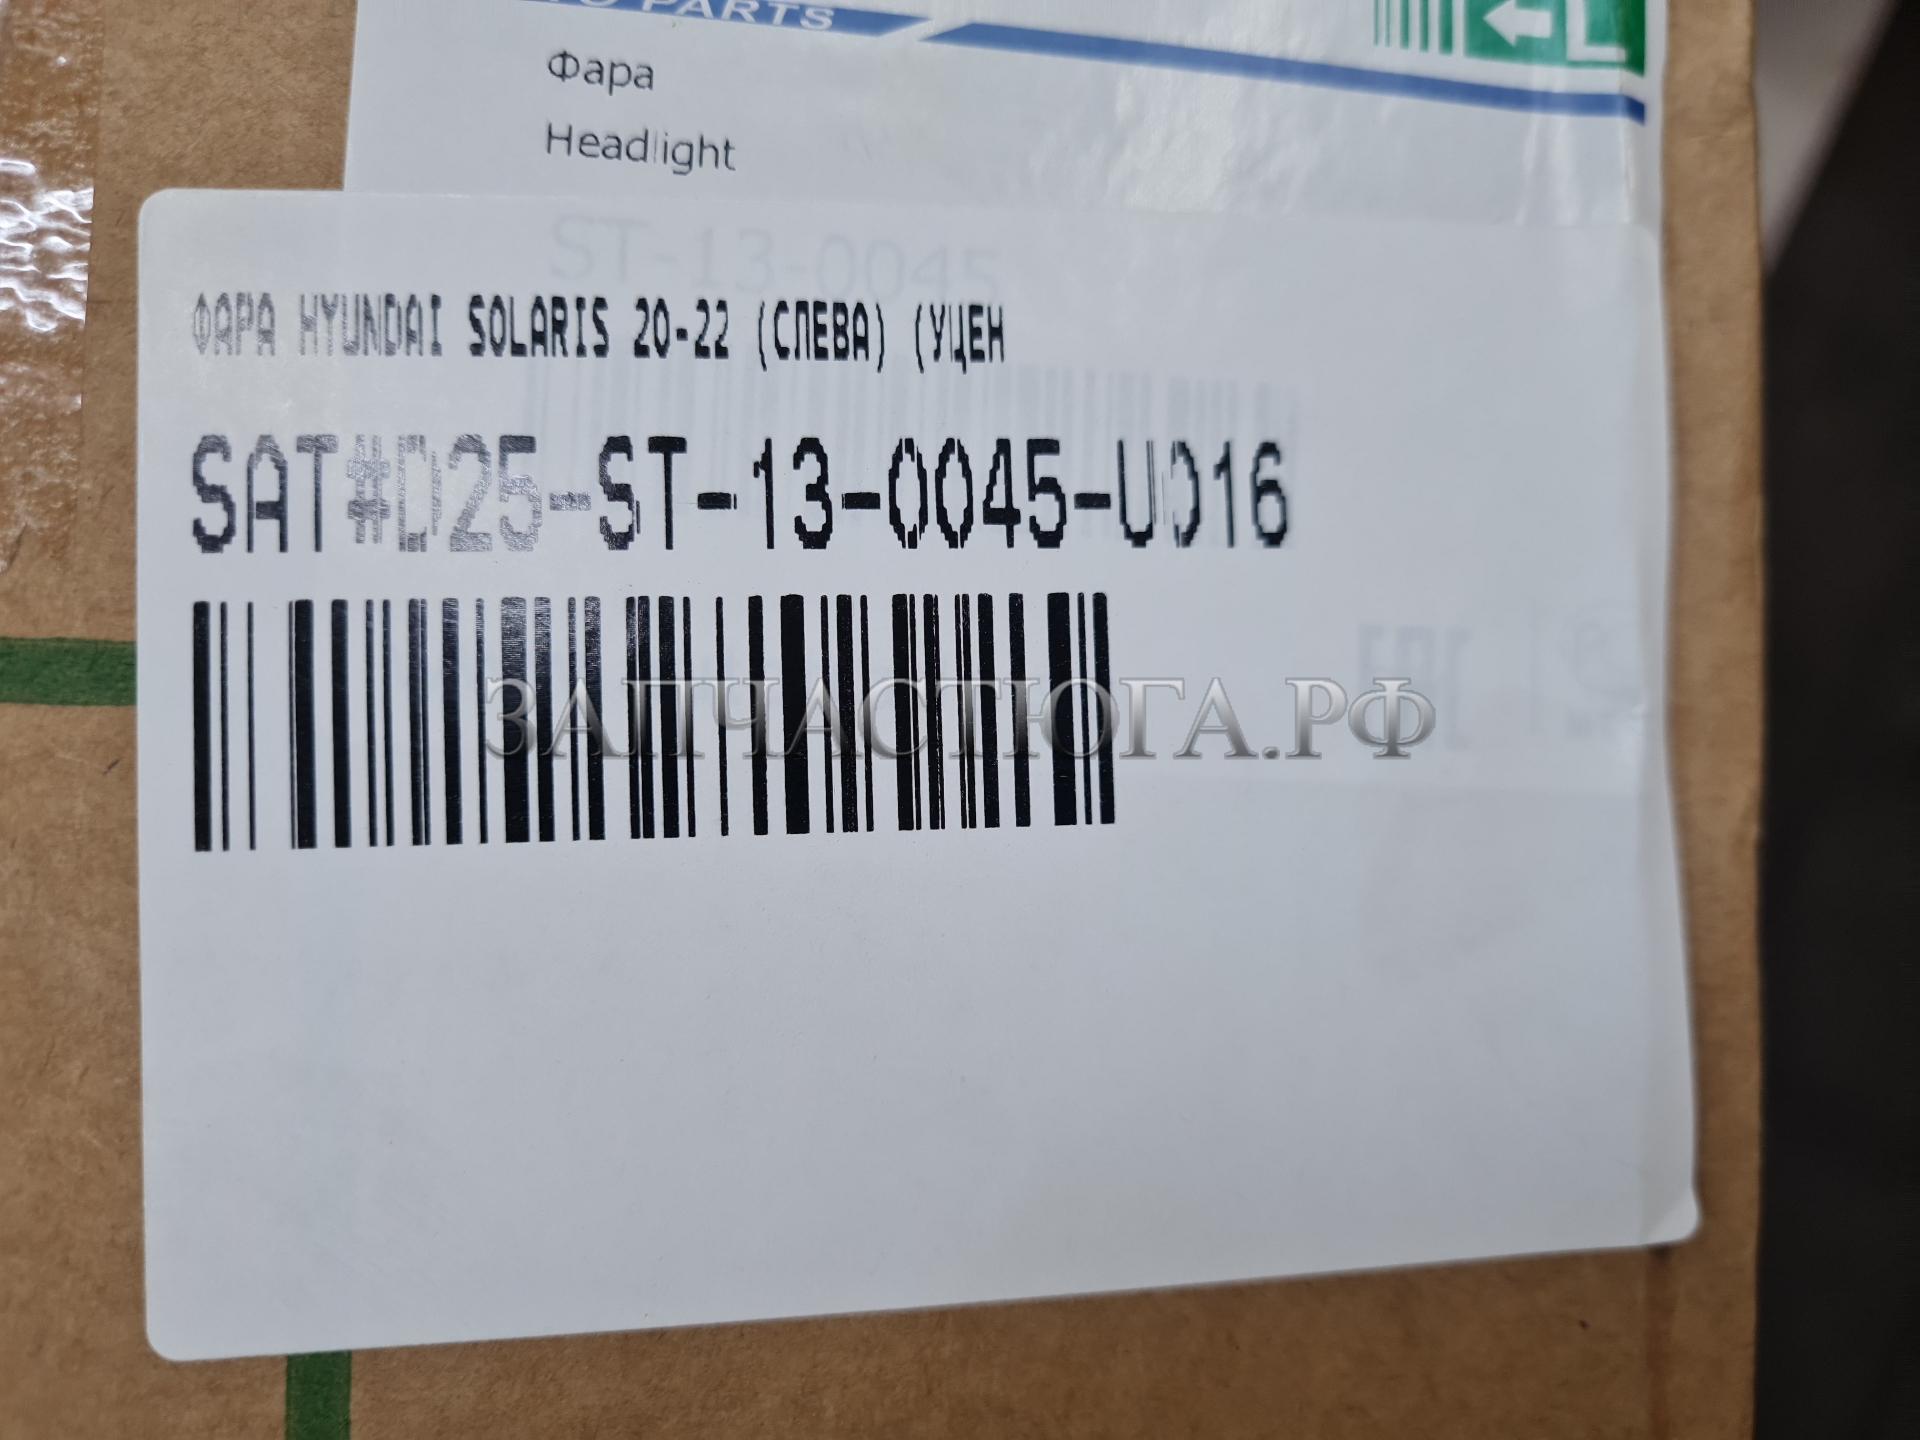 PARTS
L
Фара
Headlight
ST-13-0045
ФАРА HYUNDAI SOLARIS 20-22 (СЛЕВА) (УЦЕН
SAT#D25-ST-13-0045-U016
ЗАПЧАСТЮГА.РФ